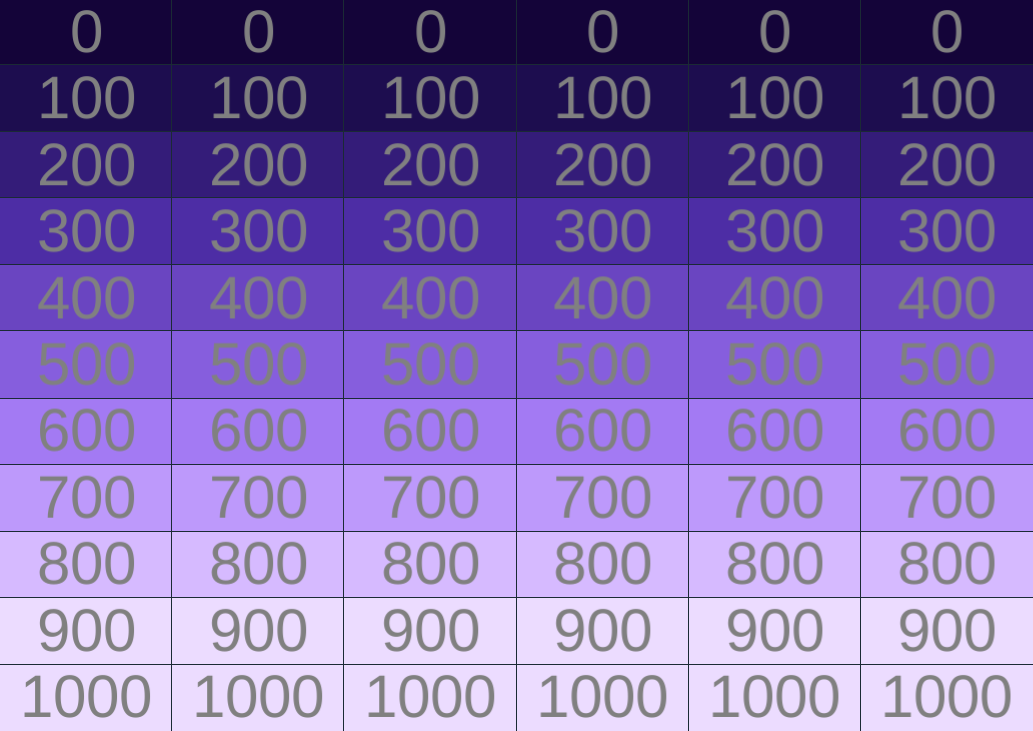 0 0 0 0 0 0
100 100 100 100 100 100
200 200 200 200 200 200
300 300 300 300 300 300
400 400 400 400 400 400
500 500 500 500 500 500
600 600 600 600 600 600
700 700 700 700 700 700
800 800 800 800 800 800
900 900 900 900 900 900
1000 1000 1000 1000 1000 1000